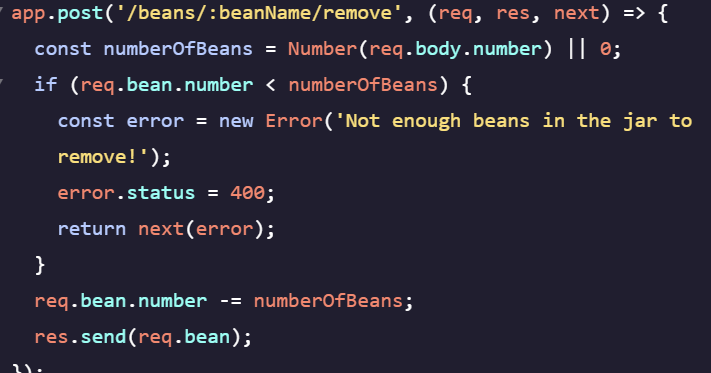 app.post('/beans/:beanName/remove', (req, res, next) => {
const numberOfBeans = Number(req.body.number) || 0;
if (req.bean.number < numberOfBeans) {
const error = new Error('Not enough beans in the jar to
remove!');
error.status = 400;
return next(error);
}
req.bean.number -= numberOfBeans;
res.send(req.bean);
});